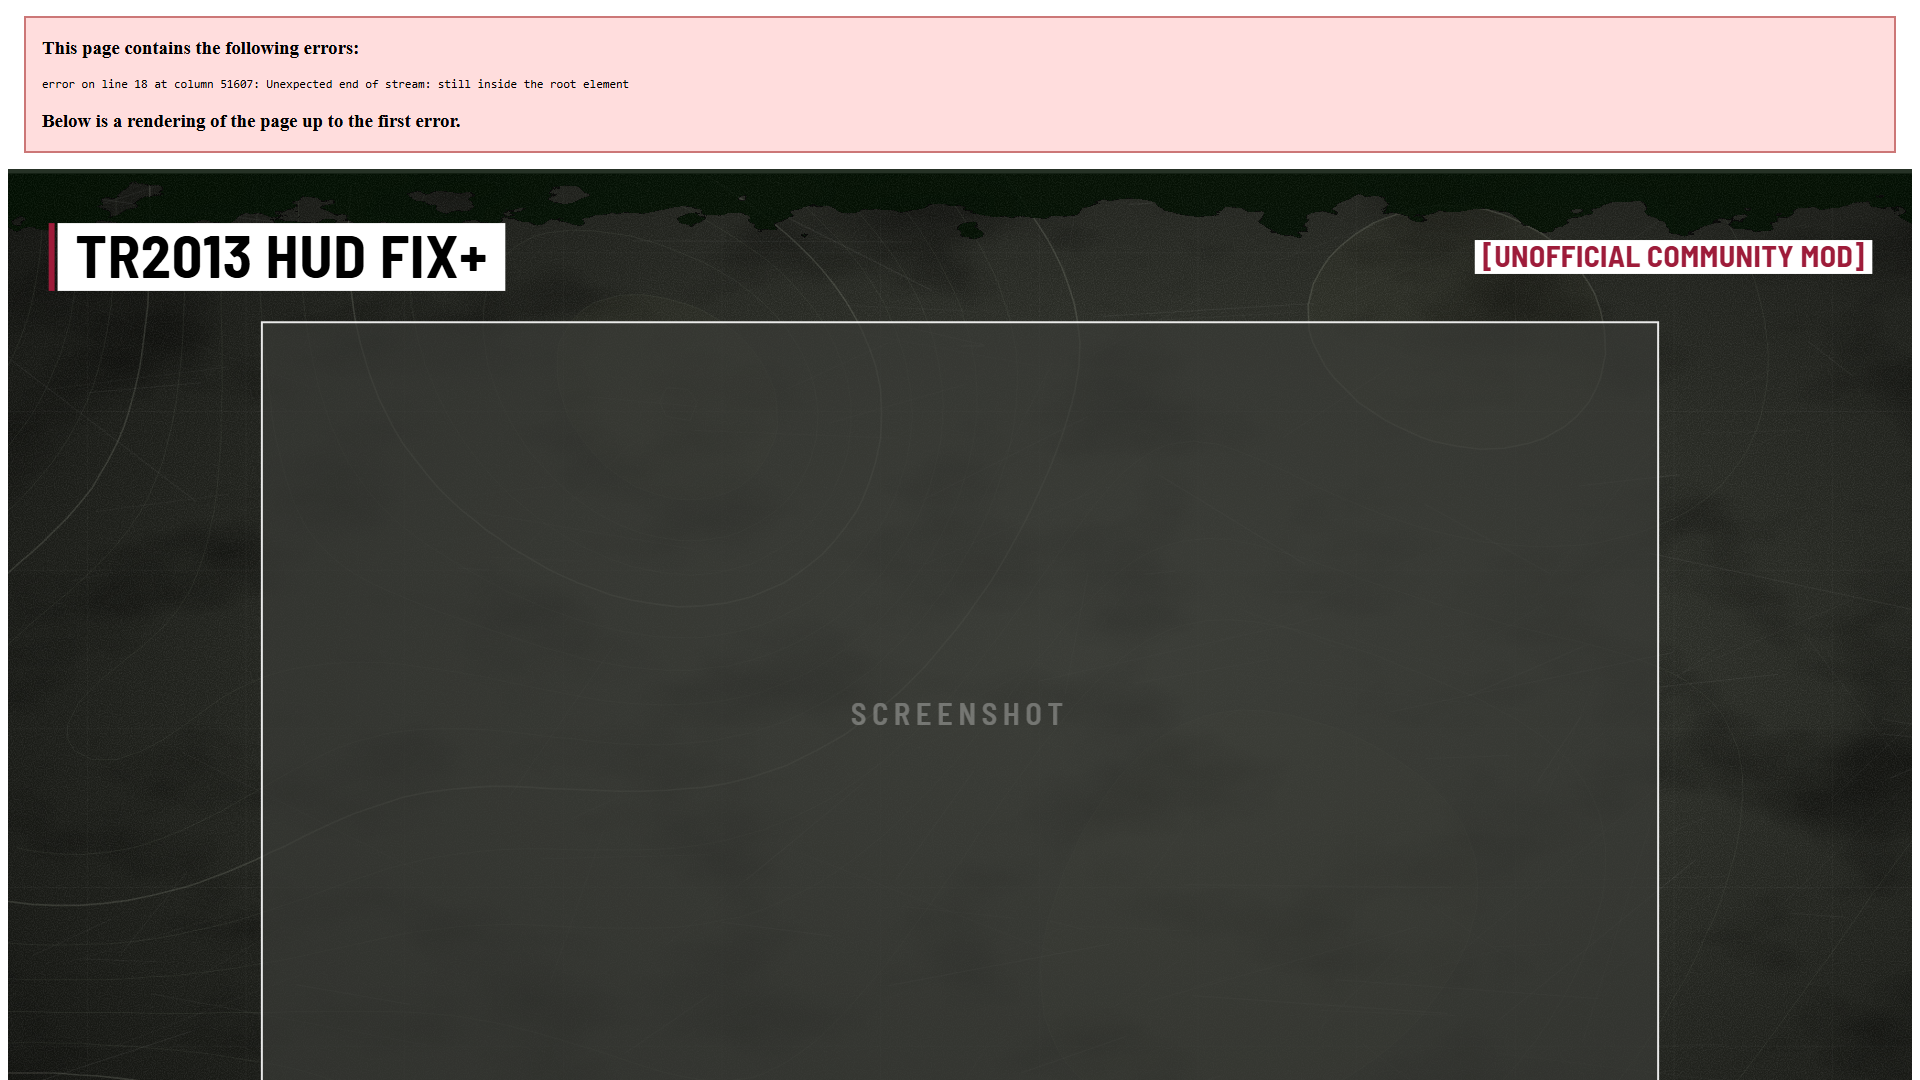 This page contains the following errors:
error on line 18 at column 51607: Unexpected end of stream: still inside the root element
Below is a rendering of the page up to the first error.
TR2013 HUD FIX+
[UNOFFICIAL COMMUNITY MOD]
SCREENSHOT